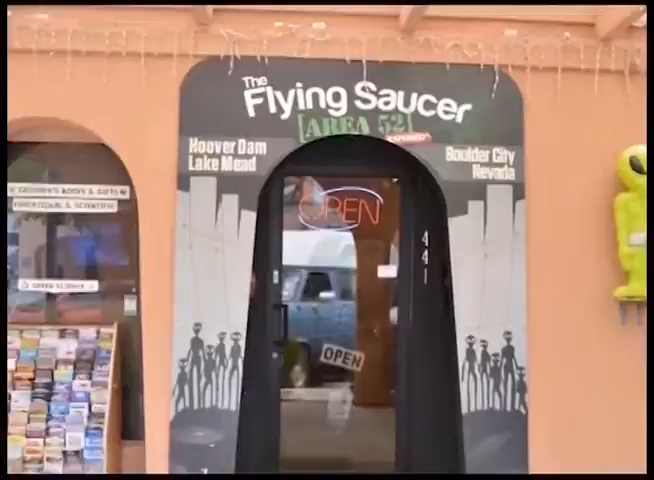 The
Flying Saucer
[AREA 52]
Hoover Dam
Lake Mead
Boulder City
Nevada
OPEN
441
OPEN